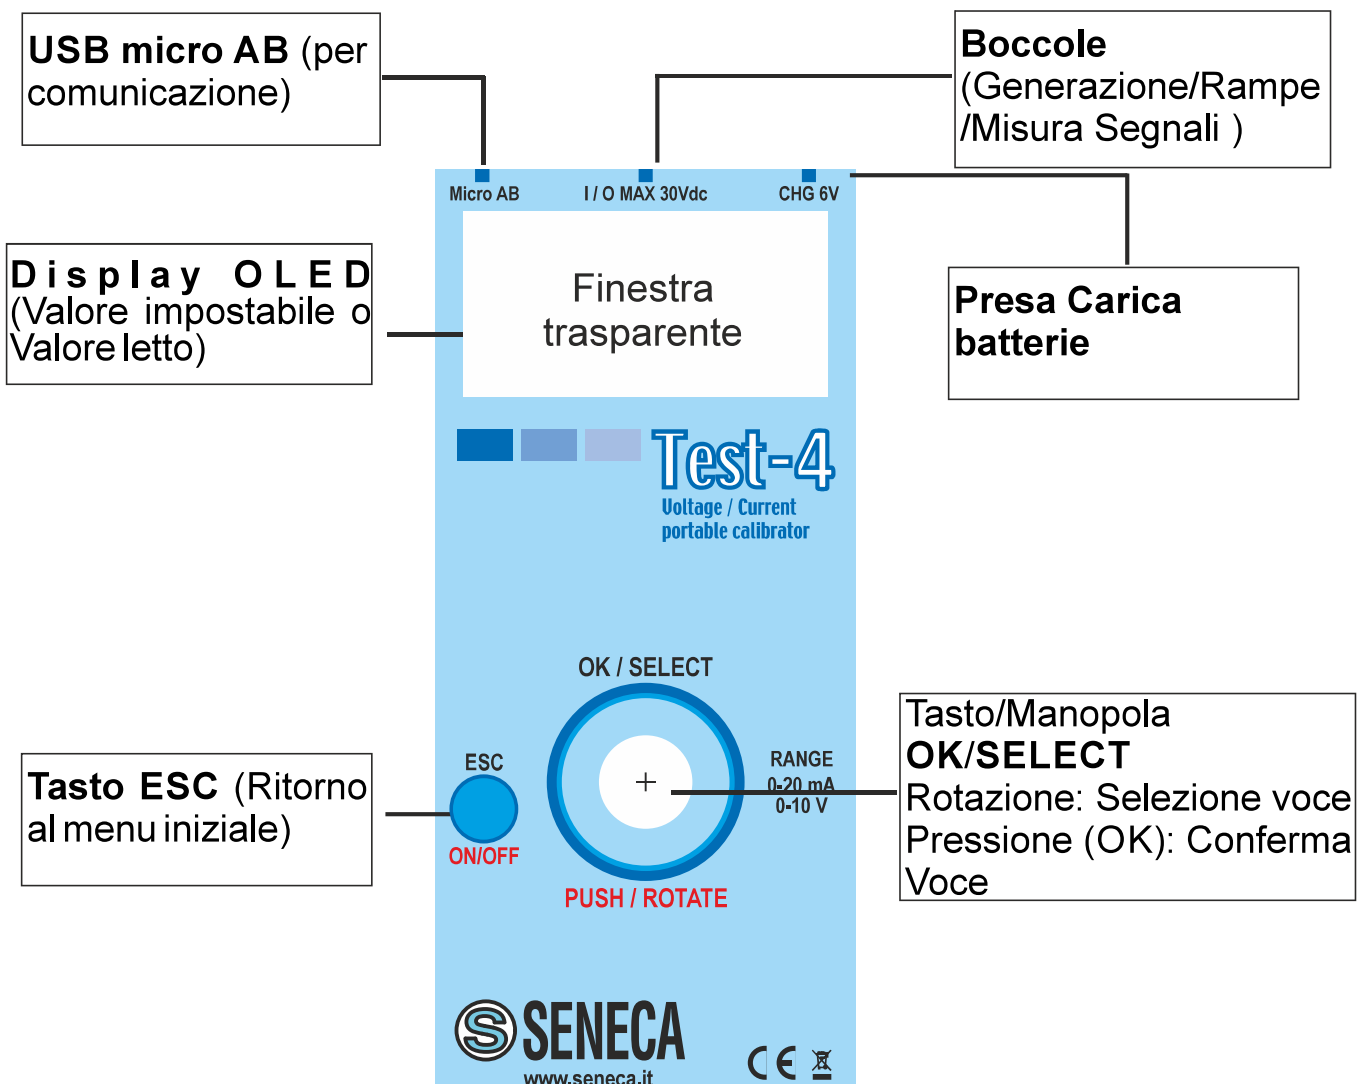 USB micro AB (per
comunicazione)
Boccole
(Generazione/Rampe
/Misura Segnali )
Micro AB
I / O MAX 30Vdc
CHG 6V
Display OLED
(Valore impostabile o
Valore letto)
Finestra
trasparente
Presa Carica
batterie
Test-4
Voltage / Current
portable calibrator
OK / SELECT
ESC
ON/OFF
RANGE
0-20 mA
0-10 V
PUSH / ROTATE
Tasto ESC (Ritorno
al menu iniziale)
Tasto/Manopola
OK/SELECT
Rotazione: Selezione voce
Pressione (OK): Conferma
Voce
S SENECA
www.seneca.it
CE